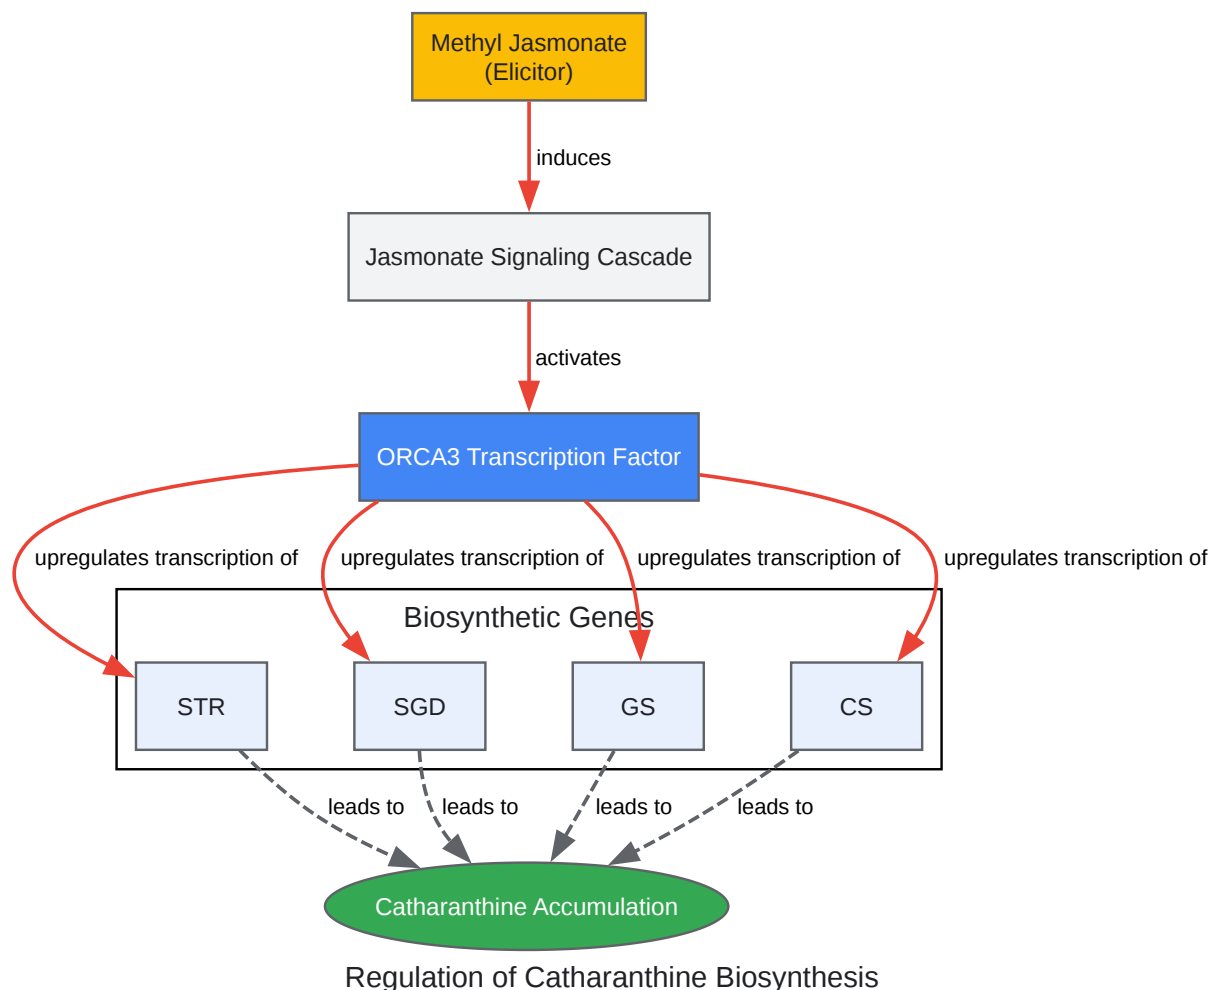 Methyl Jasmonate
(Elicitor)
induces
Jasmonate Signaling Cascade
activates
ORCA3 Transcription Factor
upregulates transcription of
upregulates transcription of
upregulates transcription of
upregulates transcription of
Biosynthetic Genes
STR
SGD
GS
CS
leads to
leads to
leads to
leads to
Catharanthine Accumulation
Regulation of Catharanthine Biosynthesis